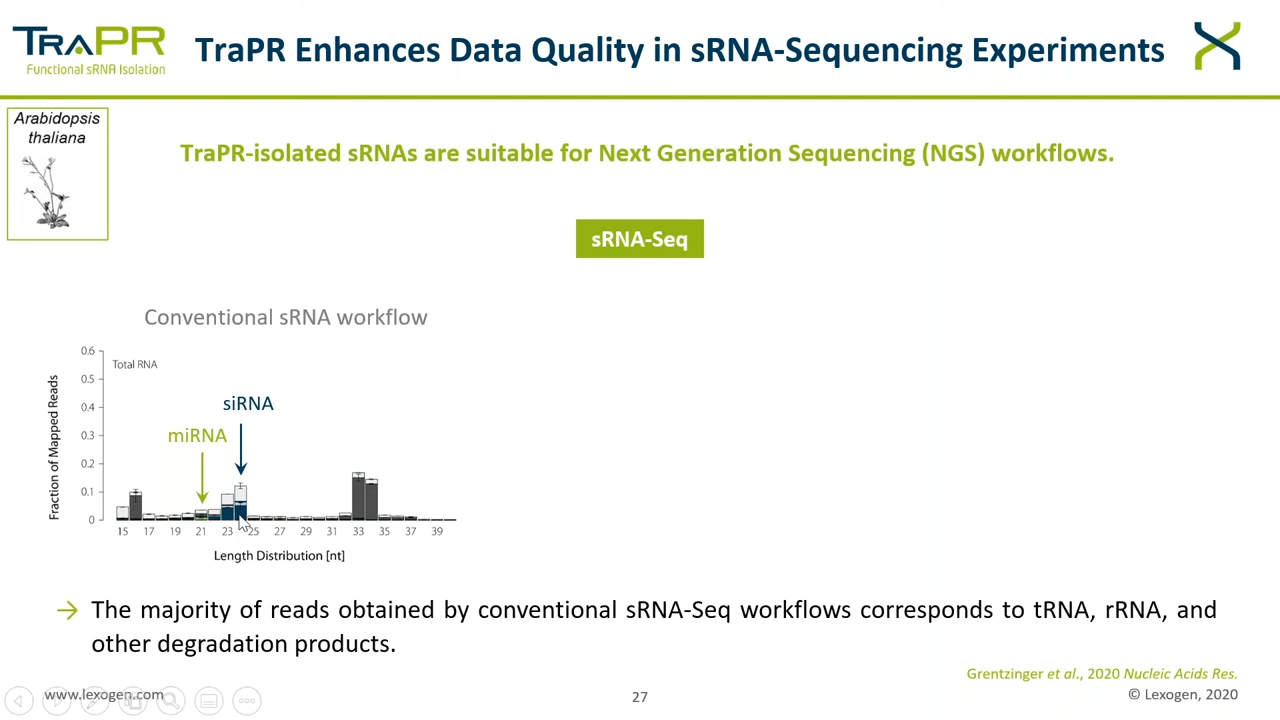 TRAPR
Functional sRNA Isolation
TraPR Enhances Data Quality in sRNA-Sequencing Experiments
Arabidopsis
thaliana
TraPR-isolated sRNAs are suitable for Next Generation Sequencing (NGS) workflows.
sRNA-Seq
Conventional sRNA workflow
Total RNA
siRNA
miRNA
Fraction of Mapped Reads
0.6
0.5
0.4
0.3
0.2
0.1
0
15 17 19 21 23 25 27 29 31 33 35 37 39
Length Distribution [nt]
→ The majority of reads obtained by conventional sRNA-Seq workflows corresponds to tRNA, rRNA, and
other degradation products.
Grentzinger et al., 2020 Nucleic Acids Res.
www.lexogen.com
27
© Lexogen, 2020